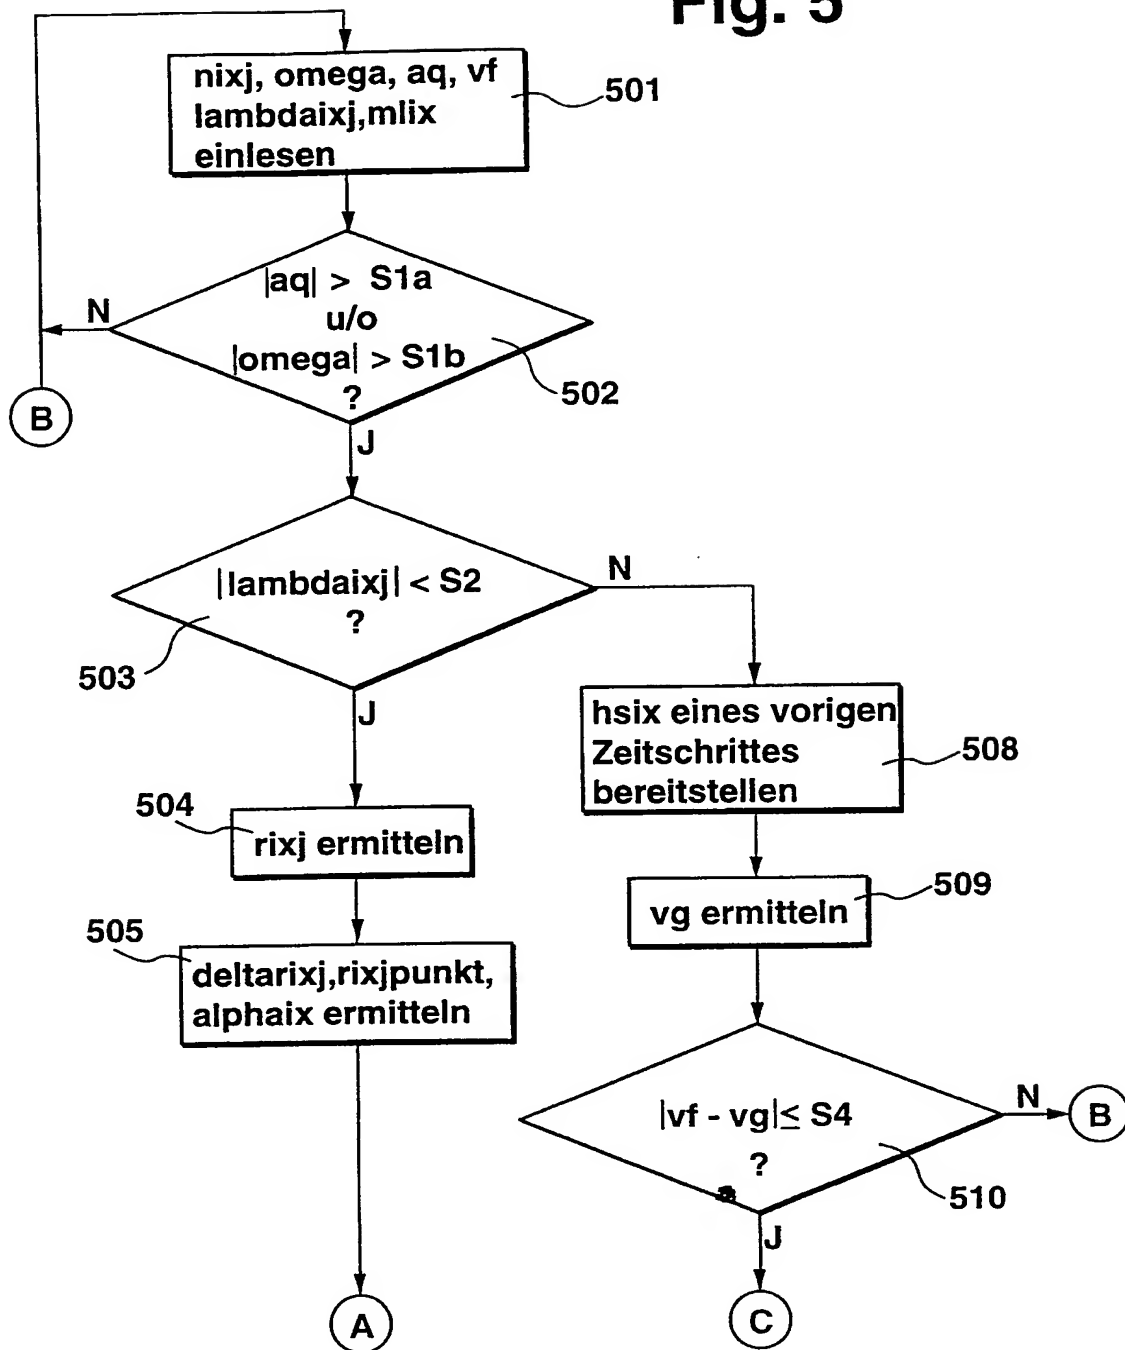 Fig. 5
nixj, omega, aq, vf
lambdaixj,mlix
einlesen
501
|aq| > S1a
u/o
|omega| > S1b
?
502
N
B
J
|lambdaixj| < S2
?
503
N
J
hsix eines vorigen
Zeitschrittes
bereitstellen
508
504
rixj ermitteln
vg ermitteln
509
505
deltarixj,rixjpunkt,
alphaix ermitteln
|vf - vg| ≤ S4
?
510
N
B
J
A
C